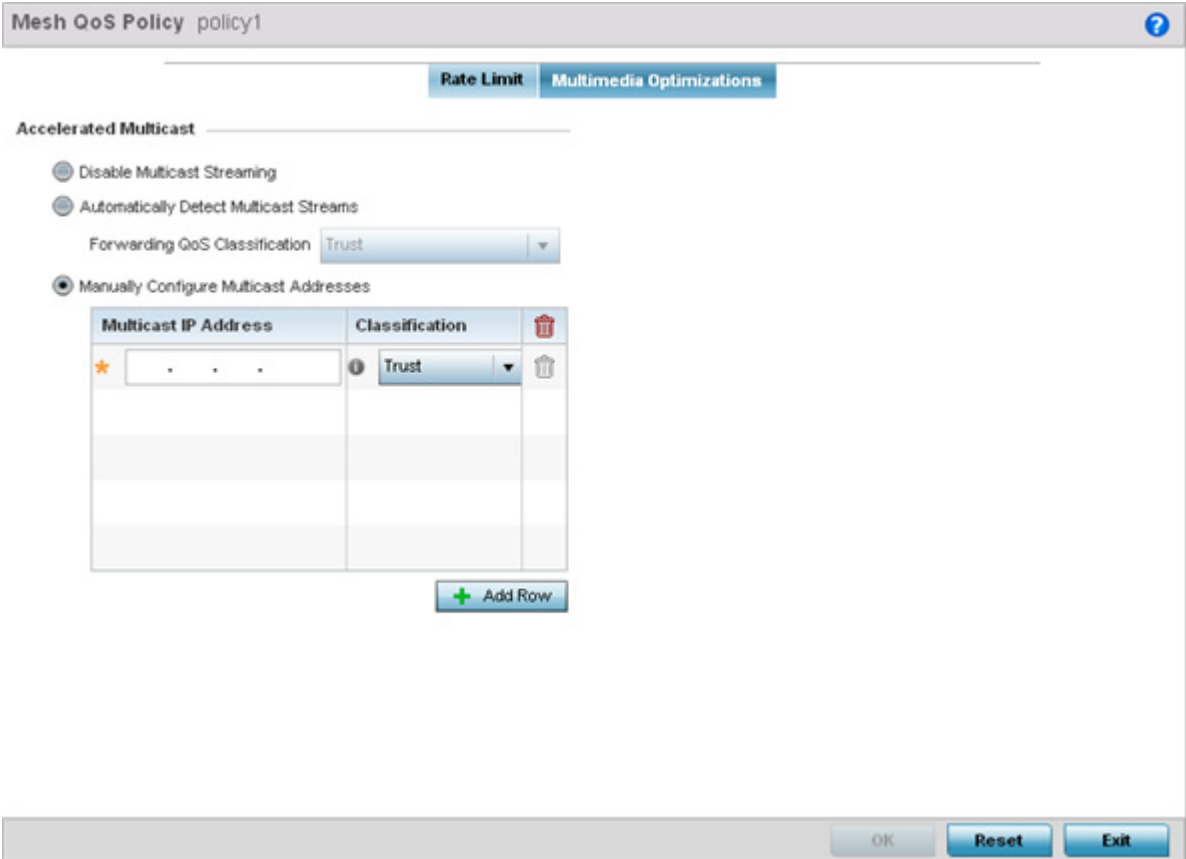 Mesh QoS Policy policy1
Rate Limit
Multimedia Optimizations
Accelerated Multicast
Disable Multicast Streaming
Automatically Detect Multicast Streams
Forwarding QoS Classification Trust
Manually Configure Multicast Addresses
Multicast IP Address Classification
* . . . Trust
Add Row
OK Reset Exit